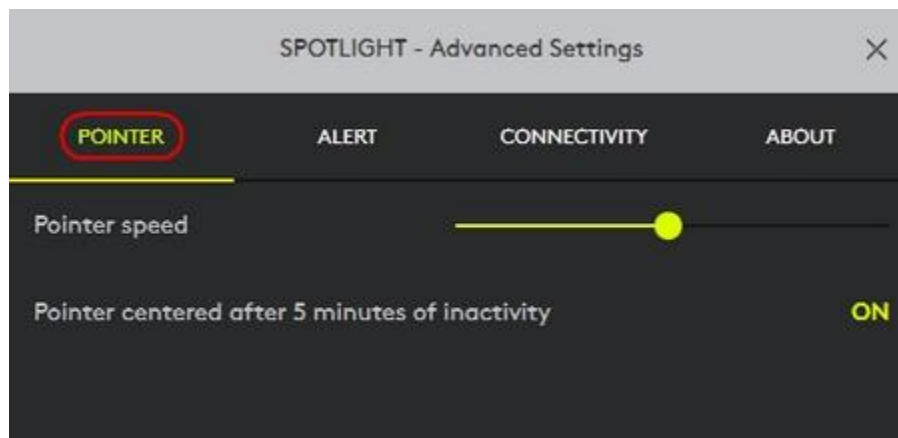 SPOTLIGHT - Advanced Settings
POINTER ALERT CONNECTIVITY ABOUT
Pointer speed
Pointer centered after 5 minutes of inactivity ON